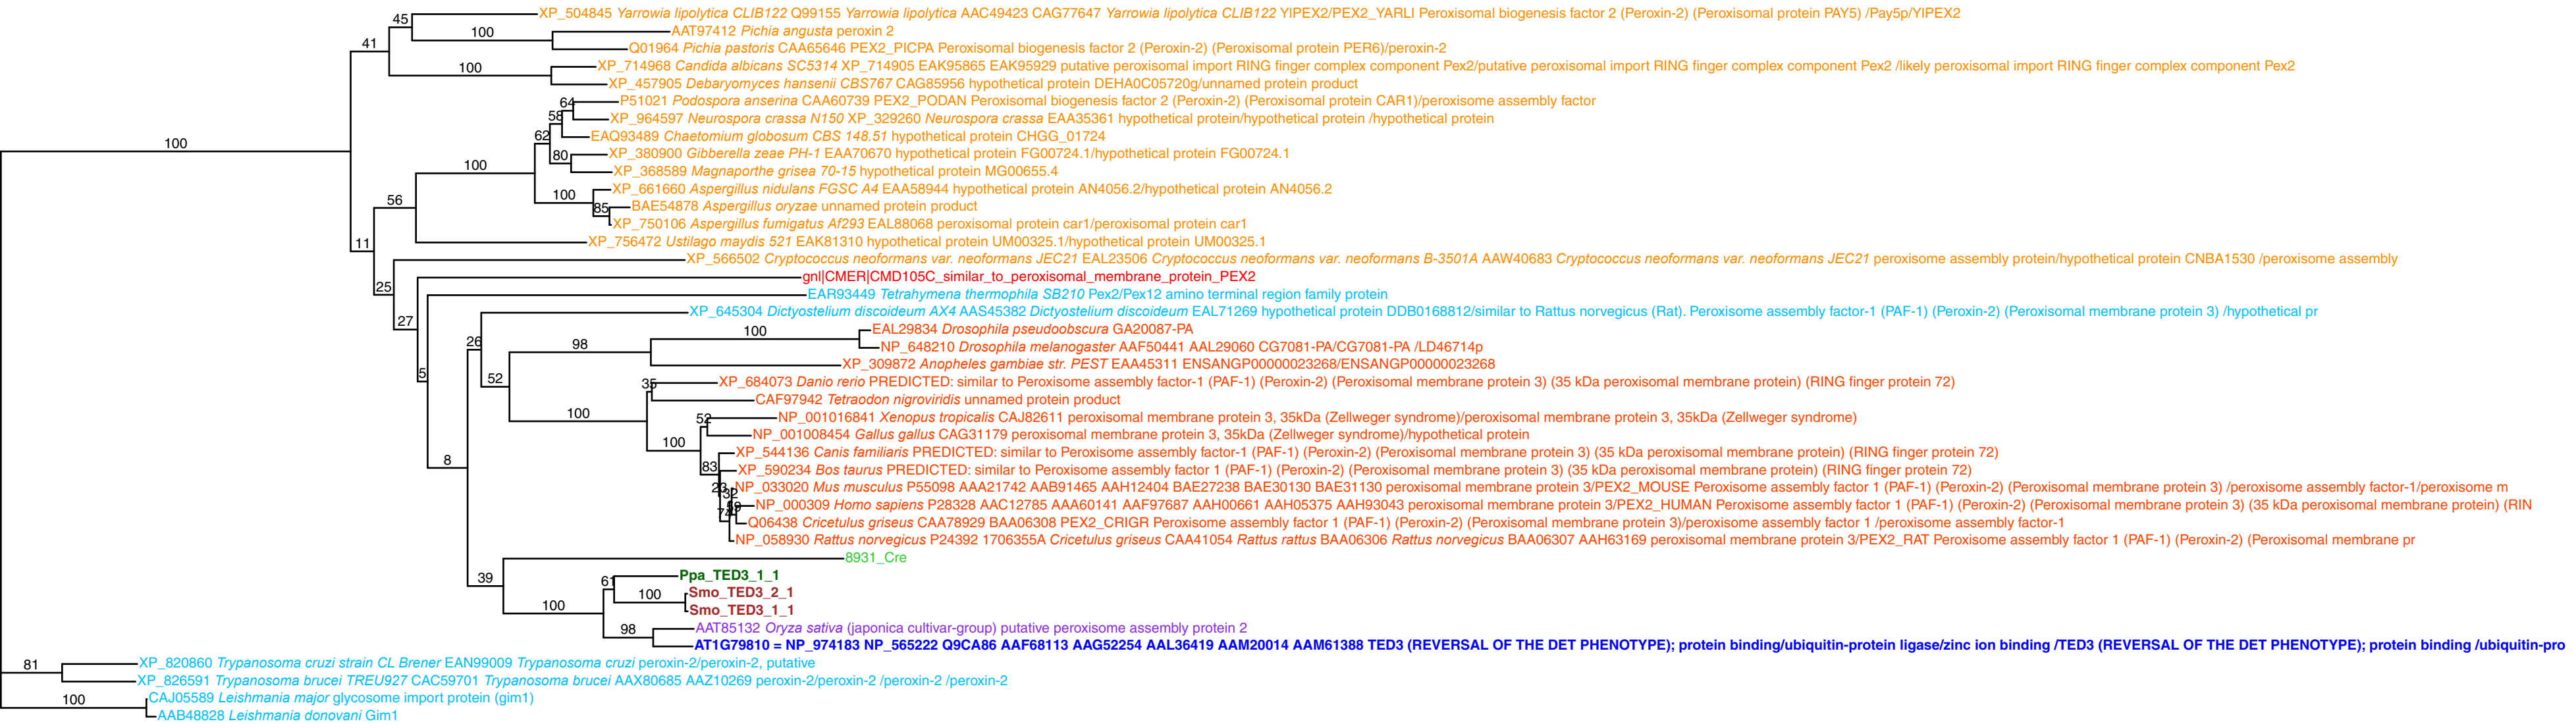 45 XP_504845 Yarrowia lipolytica CLIB122 Q99155 Yarrowia lipolytica AAC49423 CAG77647 Yarrowia lipolytica CLIB122 YIPEX2/PEX2_YARLI Peroxisomal biogenesis factor 2 (Peroxin-2) (Peroxisomal protein PAY5) /Pay5p/YIPEX2
100 AAT97412 Pichia angusta peroxin 2
41 Q01964 Pichia pastoris CAA65646 PEX2_PICPA Peroxisomal biogenesis factor 2 (Peroxin-2) (Peroxisomal protein PER6)/peroxin-2
100 XP_714968 Candida albicans SC5314 XP_714905 EAK95865 EAK95929 putative peroxisomal import RING finger complex component Pex2/putative peroxisomal import RING finger complex component Pex2 /likely peroxisomal import RING finger complex component Pex2
XP_457905 Debaryomyces hansenii CBS767 CAG85956 hypothetical protein DEHA0C05720g/unnamed protein product
64 P51021 Podospora anserina CAA60739 PEX2_PODAN Peroxisomal biogenesis factor 2 (Peroxin-2) (Peroxisomal protein CAR1)/peroxisome assembly factor
58 XP_964597 Neurospora crassa N150 XP_329260 Neurospora crassa EAA35361 hypothetical protein/hypothetical protein /hypothetical protein
62 EAQ93489 Chaetomium globosum CBS 148.51 hypothetical protein CHGG_01724
100 80 XP_380900 Gibberella zeae PH-1 EAA70670 hypothetical protein FG00724.1/hypothetical protein FG00724.1
100 XP_368589 Magnaporthe grisea 70-15 hypothetical protein MG00655.4
100 XP_661660 Aspergillus nidulans FGSC A4 EAA58944 hypothetical protein AN4056.2/hypothetical protein AN4056.2
56 85 BAE54878 Aspergillus oryzae unnamed protein product
XP_750106 Aspergillus fumigatus Af293 EAL88068 peroxisomal protein car1/peroxisomal protein car1
11 XP_756472 Ustilago maydis 521 EAK81310 hypothetical protein UM00325.1/hypothetical protein UM00325.1
XP_566502 Cryptococcus neoformans var. neoformans JEC21 EAL23506 Cryptococcus neoformans var. neoformans B-3501A AAW40683 Cryptococcus neoformans var. neoformans JEC21 peroxisome assembly protein/hypothetical protein CNBA1530 /peroxisome assembly
gnl|CMER|CMD105C_similar_to_peroxisomal_membrane_protein_PEX2
25 EAR93449 Tetrahymena thermophila SB210 Pex2/Pex12 amino terminal region family protein
27 XP_645304 Dictyostelium discoideum AX4 AAS45382 Dictyostelium discoideum EAL71269 hypothetical protein DDB0168812/similar to Rattus norvegicus (Rat). Peroxisome assembly factor-1 (PAF-1) (Peroxin-2) (Peroxisomal membrane protein 3) /hypothetical pr
100 EAL29834 Drosophila pseudoobscura GA20087-PA
26 98 NP_648210 Drosophila melanogaster AAF50441 AAL29060 CG7081-PA/CG7081-PA /LD46714p
XP_309872 Anopheles gambiae str. PEST EAA45311 ENSANGP00000023268/ENSANGP00000023268
5 52 35 XP_684073 Danio rerio PREDICTED: similar to Peroxisome assembly factor-1 (PAF-1) (Peroxin-2) (Peroxisomal membrane protein 3) (35 kDa peroxisomal membrane protein) (RING finger protein 72)
CAF97942 Tetraodon nigroviridis unnamed protein product
100 52 NP_001016841 Xenopus tropicalis CAJ82611 peroxisomal membrane protein 3, 35kDa (Zellweger syndrome)/peroxisomal membrane protein 3, 35kDa (Zellweger syndrome)
100 NP_001008454 Gallus gallus CAG31179 peroxisomal membrane protein 3, 35kDa (Zellweger syndrome)/hypothetical protein
XP_544136 Canis familiaris PREDICTED: similar to Peroxisome assembly factor-1 (PAF-1) (Peroxin-2) (Peroxisomal membrane protein 3) (35 kDa peroxisomal membrane protein) (RING finger protein 72)
8 83 XP_590234 Bos taurus PREDICTED: similar to Peroxisome assembly factor 1 (PAF-1) (Peroxin-2) (Peroxisomal membrane protein 3) (35 kDa peroxisomal membrane protein) (RING finger protein 72)
NP_033020 Mus musculus P55098 AAA21742 AAB91465 AAH12404 BAE27238 BAE30130 BAE31130 peroxisomal membrane protein 3/PEX2_MOUSE Peroxisome assembly factor 1 (PAF-1) (Peroxin-2) (Peroxisomal membrane protein 3) /peroxisome assembly factor-1/peroxisome m
NP_000309 Homo sapiens P28328 AAC12785 AAA60141 AAF97687 AAH00661 AAH05375 AAH93043 peroxisomal membrane protein 3/PEX2_HUMAN Peroxisome assembly factor 1 (PAF-1) (Peroxin-2) (Peroxisomal membrane protein 3) (35 kDa peroxisomal membrane protein) (RIN
Q06438 Cricetulus griseus CAA78929 BAA06308 PEX2_CRIGR Peroxisome assembly factor 1 (PAF-1) (Peroxin-2) (Peroxisomal membrane protein 3)/peroxisome assembly factor 1 /peroxisome assembly factor-1
NP_058930 Rattus norvegicus P24392 1706355A Cricetulus griseus CAA41054 Rattus rattus BAA06306 Rattus norvegicus BAA06307 AAH63169 peroxisomal membrane protein 3/PEX2_RAT Peroxisome assembly factor 1 (PAF-1) (Peroxin-2) (Peroxisomal membrane pr
8931_Cre
39 61 Ppa_TED3_1_1
100 Smo_TED3_2_1
100 Smo_TED3_1_1
98 AAT85132 Oryza sativa (japonica cultivar-group) putative peroxisome assembly protein 2
AT1G79810 = NP_974183 NP_565222 Q9CA86 AAF68113 AAG52254 AAL36419 AAM20014 AAM61388 TED3 (REVERSAL OF THE DET PHENOTYPE); protein binding/ubiquitin-protein ligase/zinc ion binding /TED3 (REVERSAL OF THE DET PHENOTYPE); protein binding /ubiquitin-pro
81 XP_820860 Trypanosoma cruzi strain CL Brener EAN99009 Trypanosoma cruzi peroxin-2/peroxin-2, putative
XP_826591 Trypanosoma brucei TREU927 CAC59701 Trypanosoma brucei AAX80685 AAZ10269 peroxin-2/peroxin-2 /peroxin-2 /peroxin-2
100 CAJ05589 Leishmania major glycosome import protein (gim1)
AAB48828 Leishmania donovani Gim1